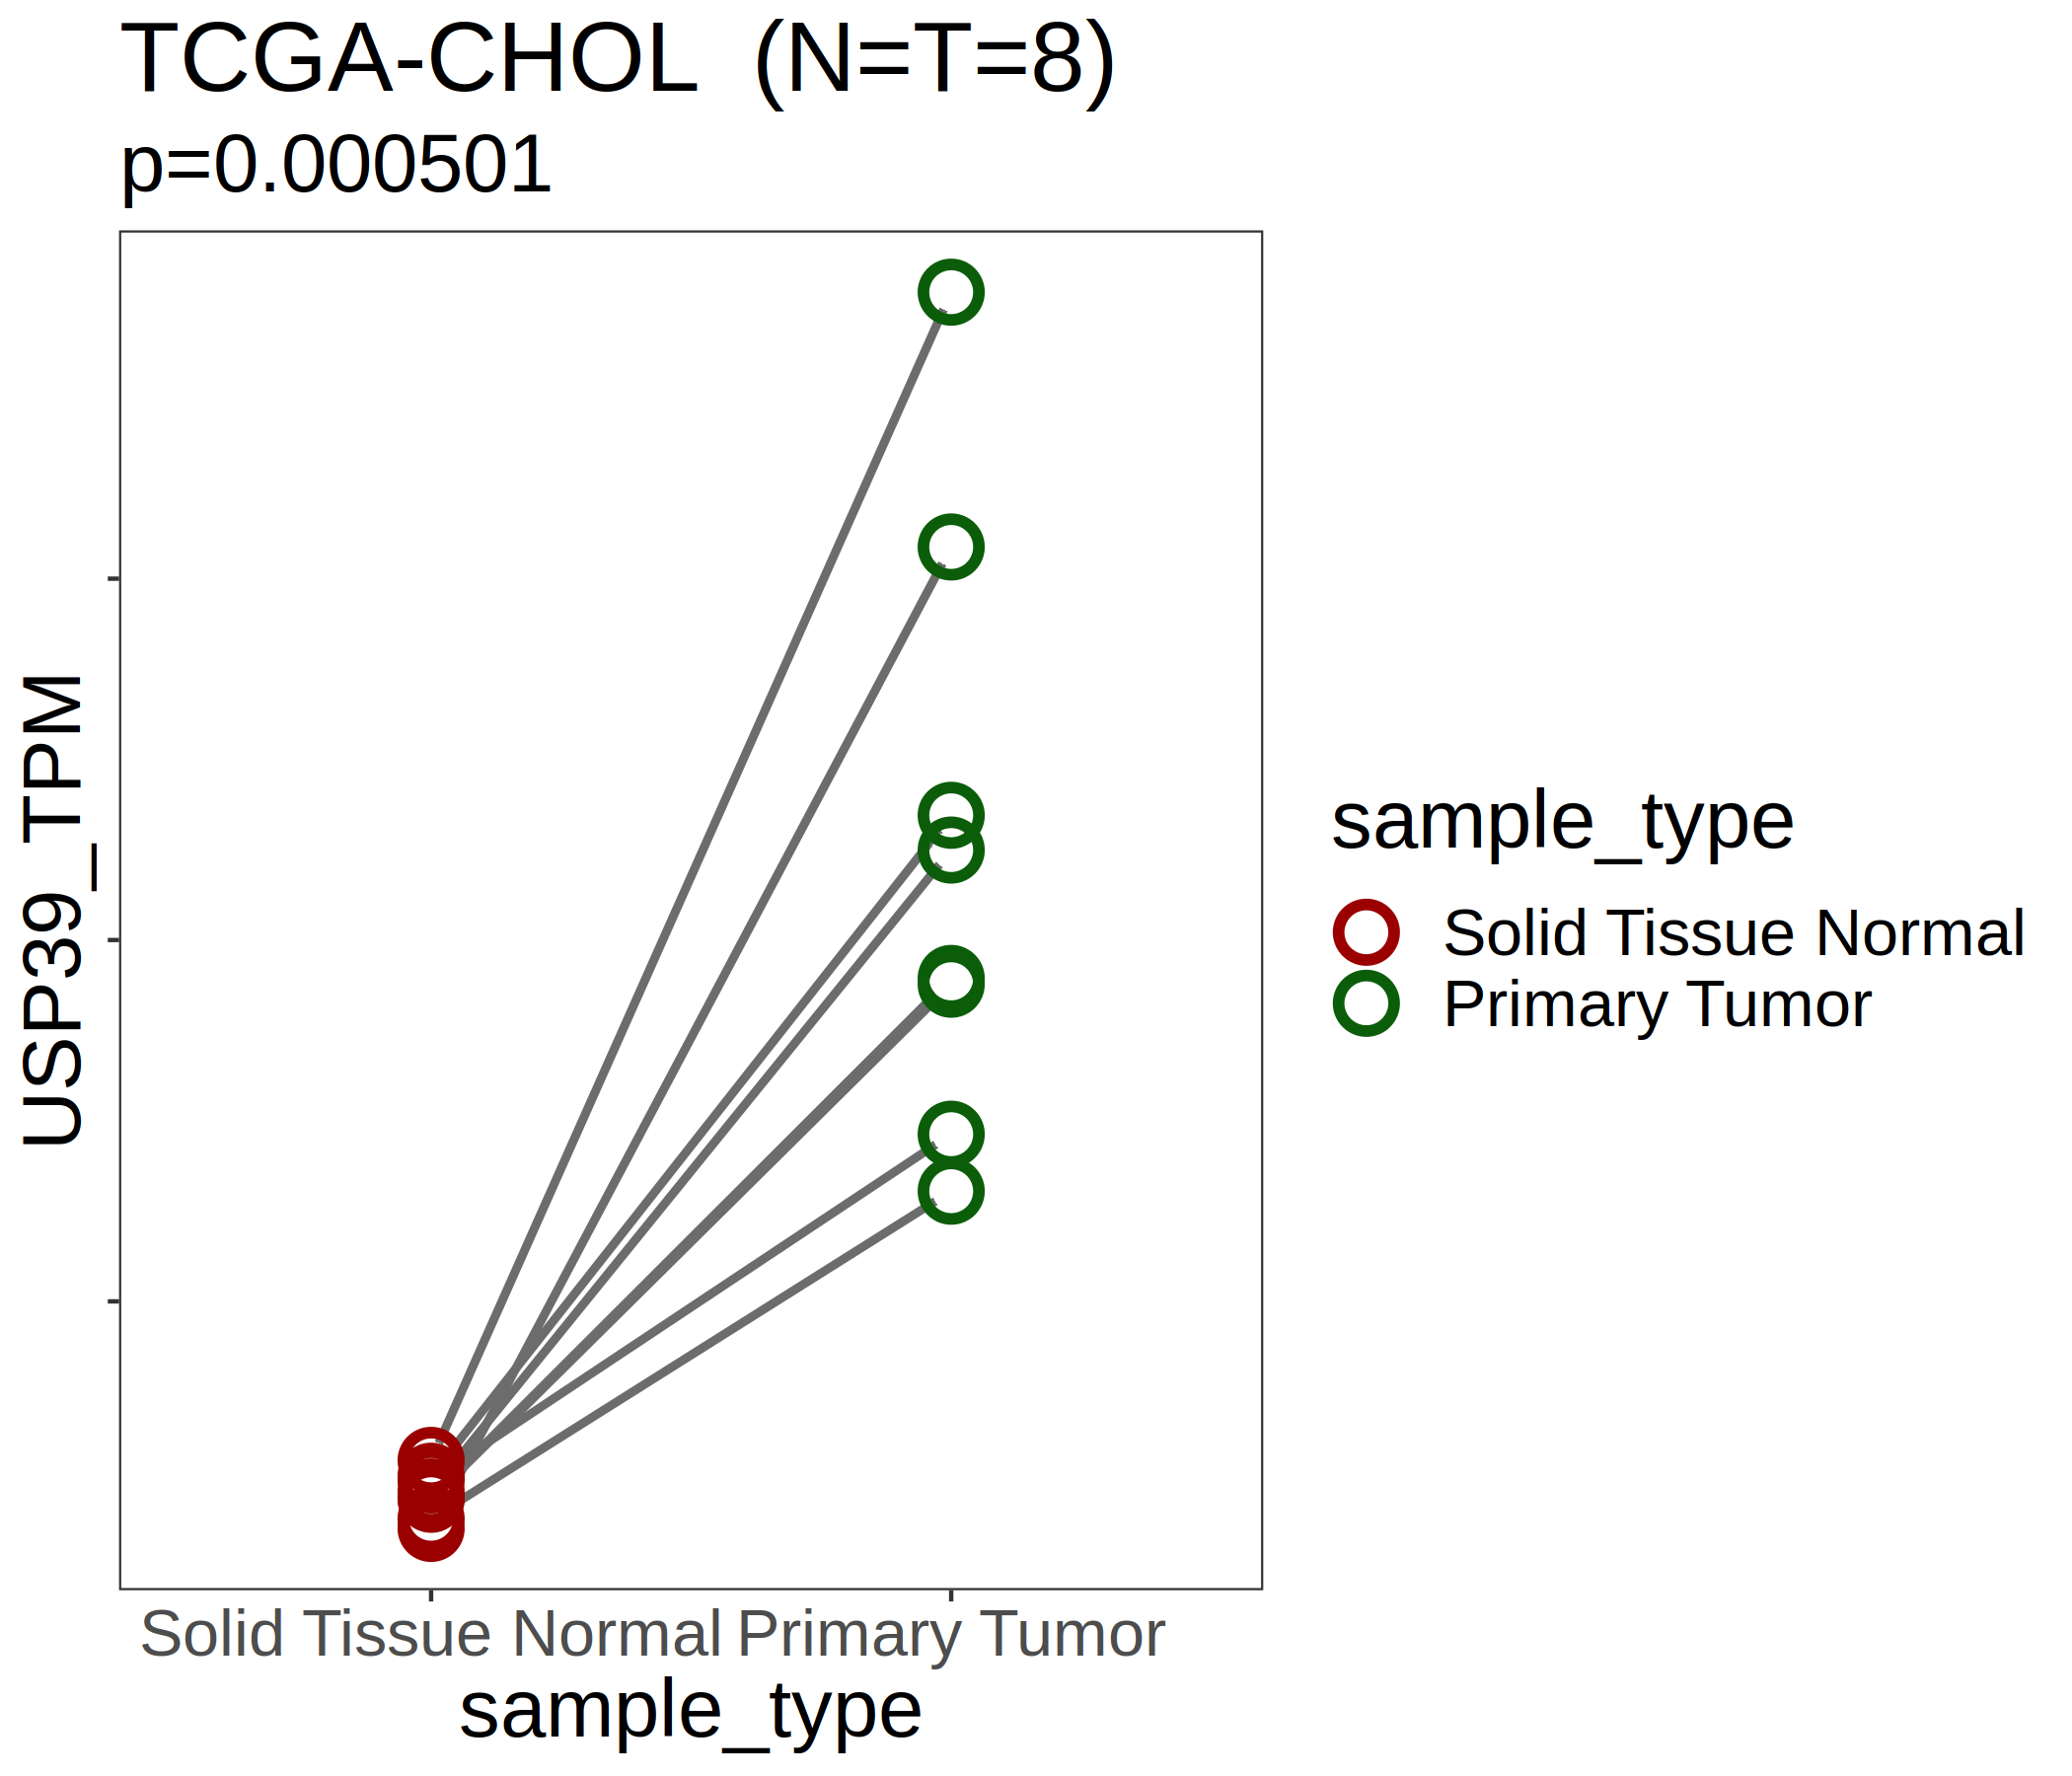 TCGA-CHOL  (N=T=8)
p=0.000501
USP39_TPM
sample_type
Solid Tissue Normal
Primary Tumor
Solid Tissue Normal Primary Tumor
sample_type